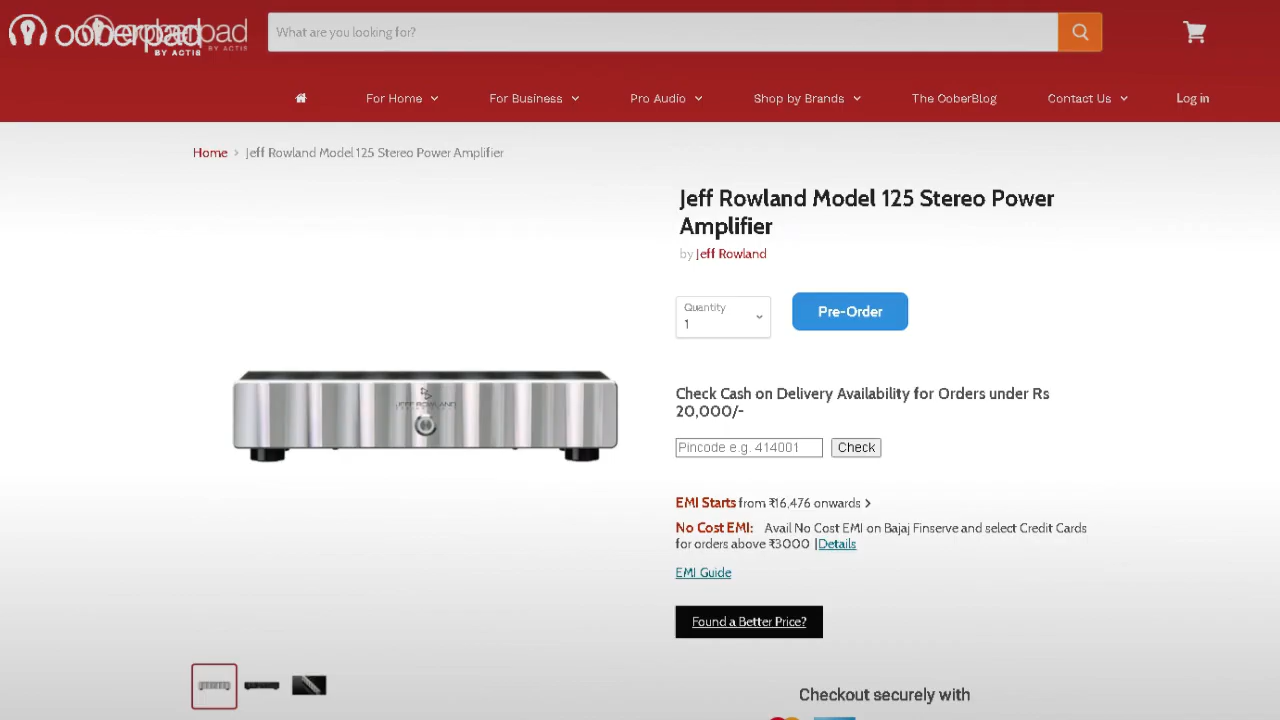 ooberpad
BY ACTIS
What are you looking for?
For Home
For Business
Pro Audio
Shop by Brands
The OoberBlog
Contact Us
Log in
Home > Jeff Rowland Model 125 Stereo Power Amplifier
Jeff Rowland Model 125 Stereo Power
Amplifier
by Jeff Rowland
Quantity
1
Pre-Order
JEFF ROWLAND
Check Cash on Delivery Availability for Orders under Rs
20,000/-
Pincode e.g. 414001
Check
EMI Starts from ₹16,476 onwards >
No Cost EMI: Avail No Cost EMI on Bajaj Finserve and select Credit Cards
for orders above ₹3000 |Details
EMI Guide
Found a Better Price?
Checkout securely with